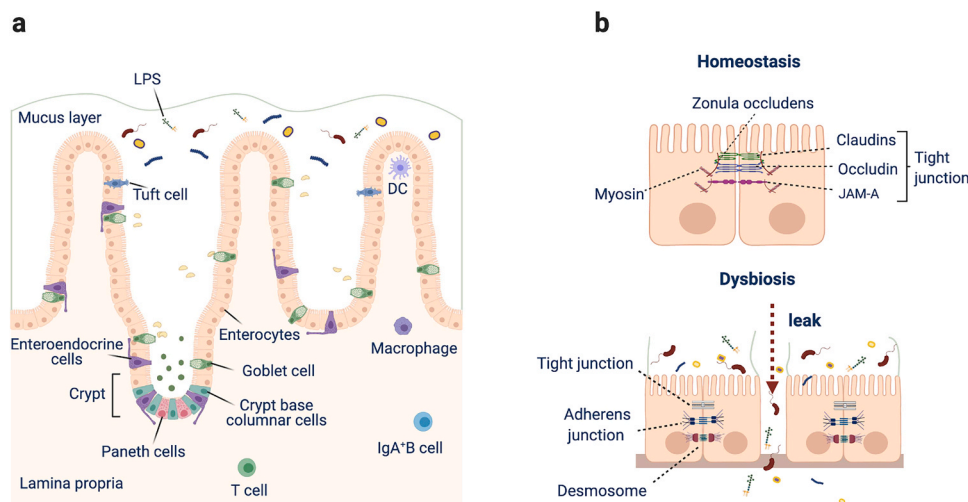 a
LPS
Mucus layer
Tuft cell
DC
Enterocytes
Enteroendocrine
cells
Macrophage
Goblet cell
Crypt
Crypt base
columnar cells
Paneth cells
IgA⁺B cell
Lamina propria
T cell
b
Homeostasis
Zonula occludens
Claudins
Occludin
Tight
junction
Myosin
JAM-A
Dysbiosis
leak
Tight junction
Adherens
junction
Desmosome